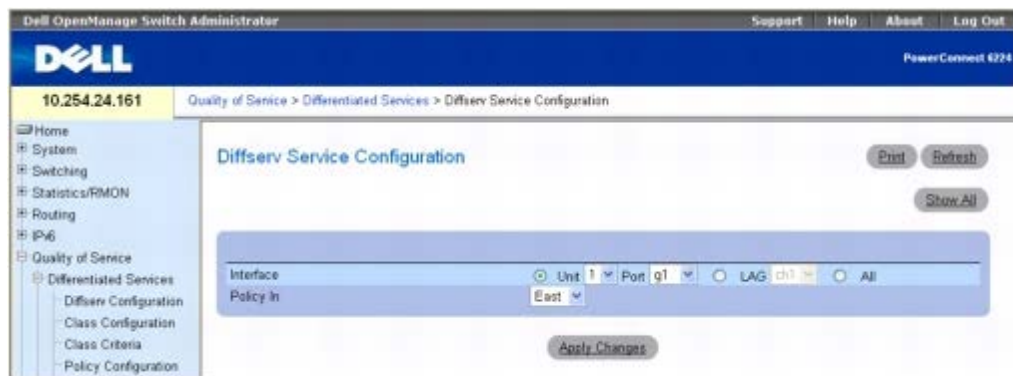 Dell OpenManage Switch Administrator Support Help About Log Out
DELL
PowerConnect 6224
10.254.24.161 Quality of Service > Differentiated Services > Diffserv Service Configuration
Home
System
Switching
Statistics/RMON
Routing
IPv6
Quality of Service
Differentiated Services
Diffserv Configuration
Class Configuration
Class Criteria
Policy Configuration
Diffserv Service Configuration
Print Refresh
Show All
Interface Unit 1 Port g1 LAG ch1 All
Policy In East
Apply Changes